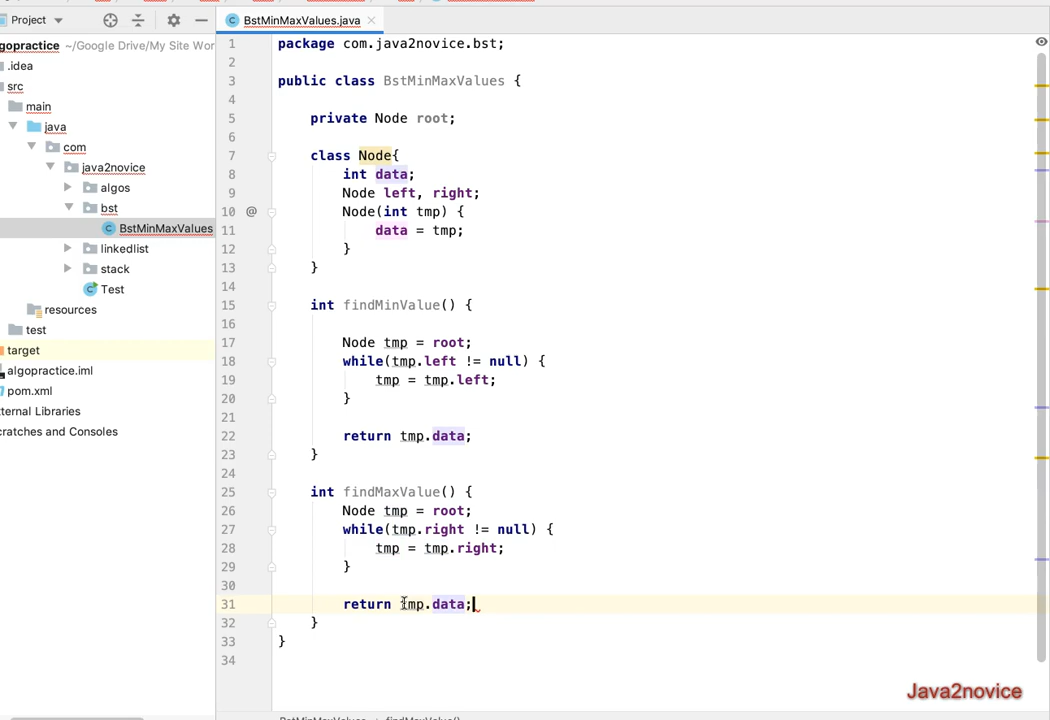 Project
BstMinMaxValues.java
gopractice ~/Google Drive/My Site Wor
.idea
src
main
java
com
java2novice
algos
bst
BstMinMaxValues
linkedlist
stack
Test
resources
test
target
algopractice.iml
pom.xml
ternal Libraries
cratches and Consoles
1 package com.java2novice.bst;
2
3 public class BstMinMaxValues {
4
5 private Node root;
6
7 class Node{
8 int data;
9 Node left, right;
10 @ Node(int tmp) {
11 data = tmp;
12 }
13 }
14
15 int findMinValue() {
16
17 Node tmp = root;
18 while(tmp.left != null) {
19 tmp = tmp.left;
20 }
21
22 return tmp.data;
23 }
24
25 int findMaxValue() {
26 Node tmp = root;
27 while(tmp.right != null) {
28 tmp = tmp.right;
29 }
30
31 return tmp.data;
32 }
33 }
34
Java2novice
BstMinMaxValues › findMaxValue()